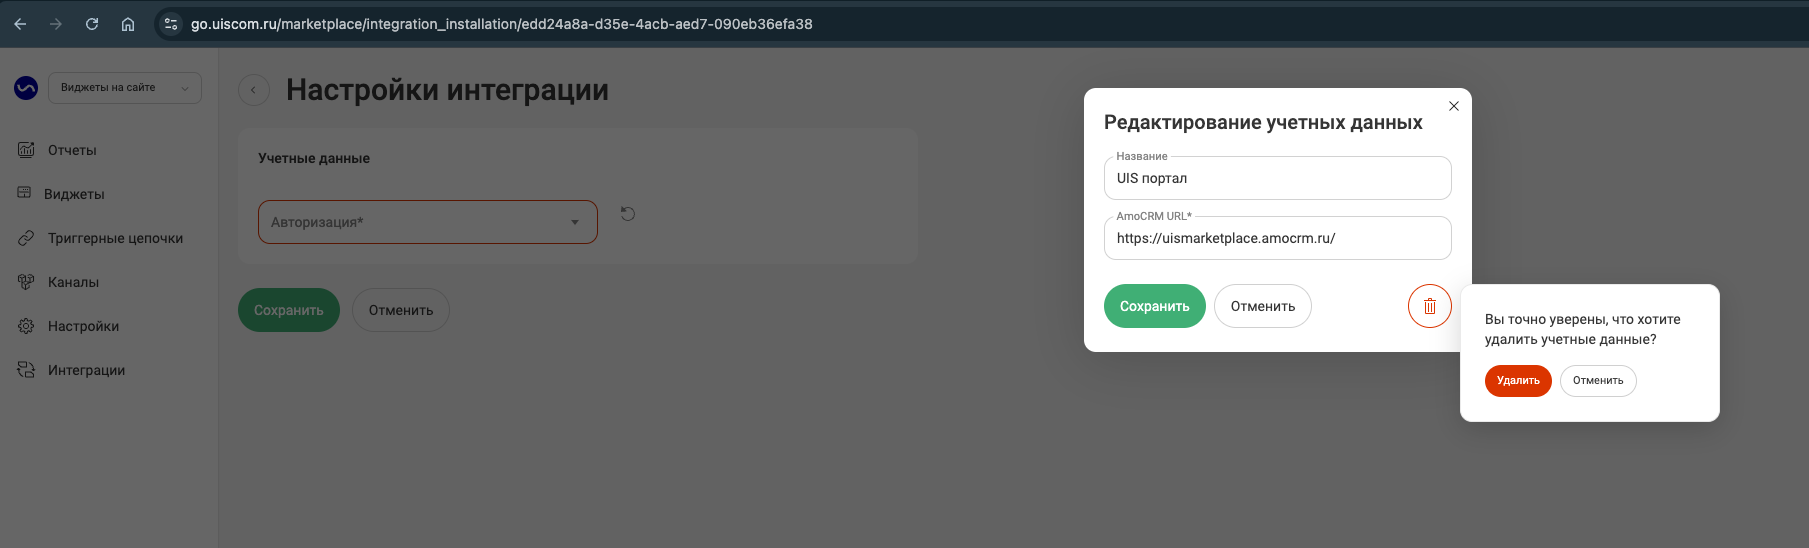 go.uiscom.ru/marketplace/integration_installation/edd24a8a-d35e-4acb-aed7-090eb36efa38
Виджеты на сайте
Отчеты
Виджеты
Триггерные цепочки
Каналы
Настройки
Интеграции
Настройки интеграции
Учетные данные
Авторизация*
Сохранить
Отменить
Редактирование учетных данных
Название
UIS портал
AmoCRM URL*
https://uismarketplace.amocrm.ru/
Сохранить
Отменить
Вы точно уверены, что хотите
удалить учетные данные?
Удалить
Отменить